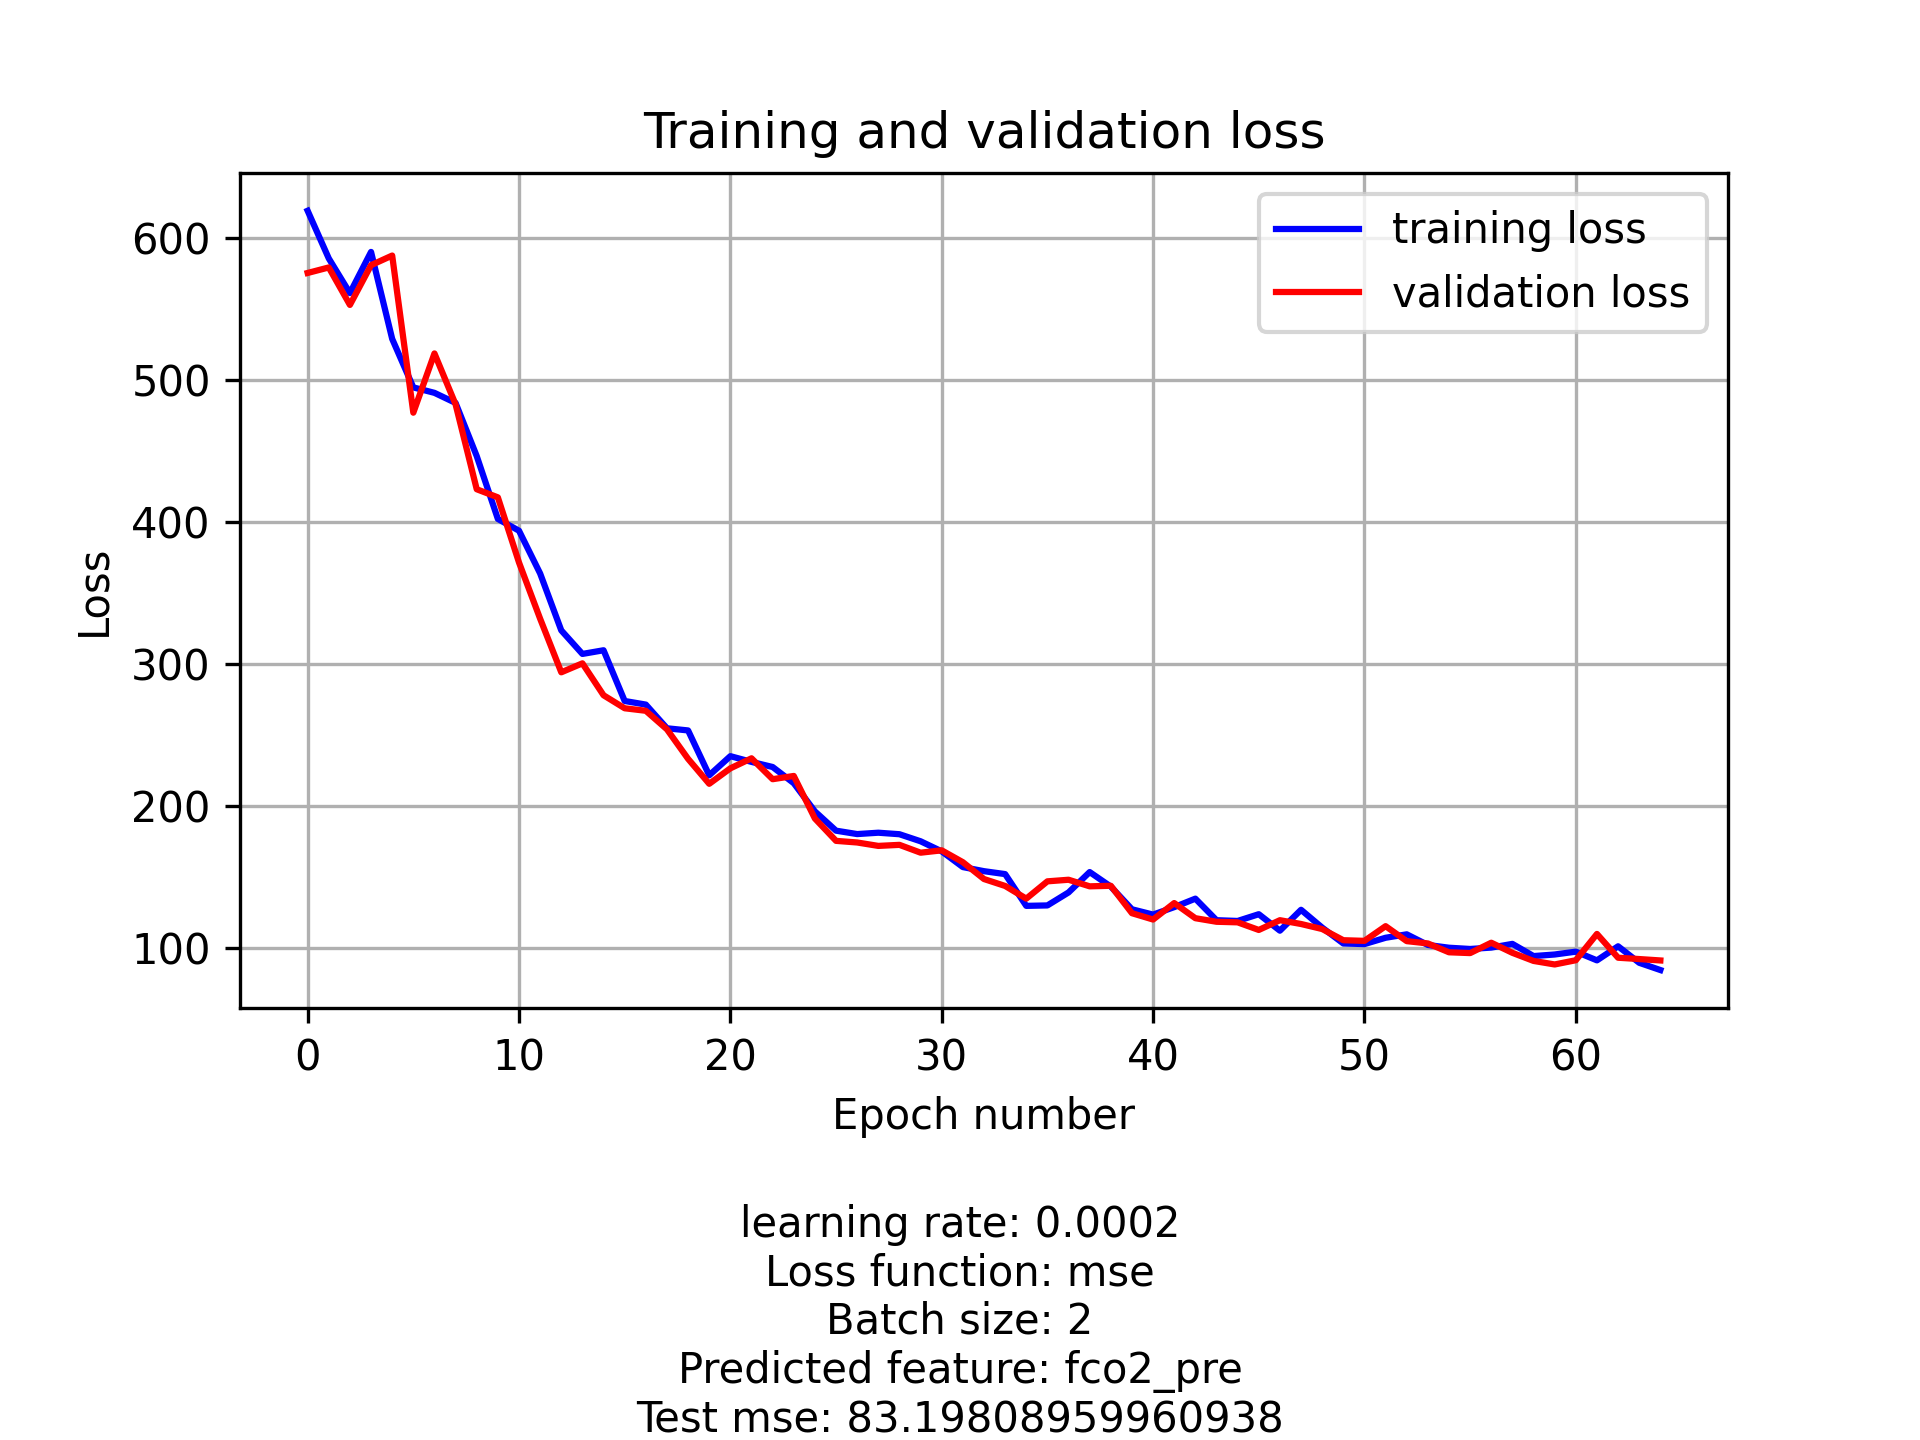 Training and validation loss
training loss
validation loss
600
500
400
300
200
100
Loss
0 10 20 30 40 50 60
Epoch number
learning rate: 0.0002
Loss function: mse
Batch size: 2
Predicted feature: fco2_pre
Test mse: 83.19808959960938